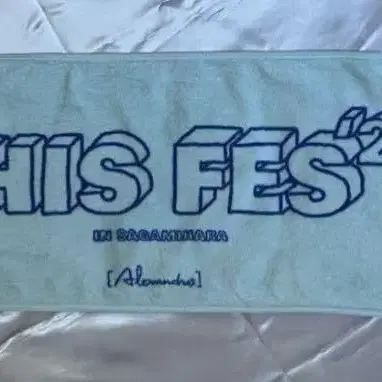 HIS FES '2
IN SAGAMIHARA
[Alexandros]